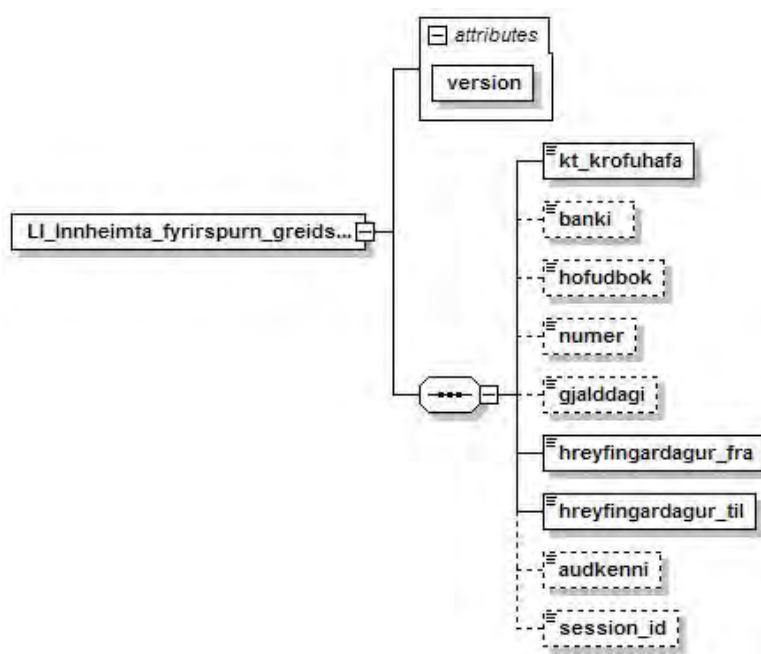 attributes
version
LI_Innheimta_fyrirspurn_greids...
kt_krofuhafa
banki
hofudbok
numer
gjalddagi
hreyfingardagur_fra
hreyfingardagur_til
audkenni
session_id